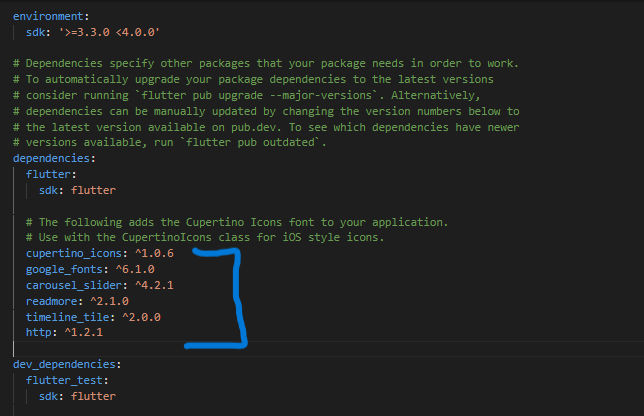 environment:
sdk: '>=3.3.0 <4.0.0'
# Dependencies specify other packages that your package needs in order to work.
# To automatically upgrade your package dependencies to the latest versions
# consider running `flutter pub upgrade --major-versions`. Alternatively,
# dependencies can be manually updated by changing the version numbers below to
# the latest version available on pub.dev. To see which dependencies have newer
# versions available, run `flutter pub outdated`.
dependencies:
flutter:
sdk: flutter
# The following adds the Cupertino Icons font to your application.
# Use with the CupertinoIcons class for iOS style icons.
cupertino_icons: ^1.0.6
google_fonts: ^6.1.0
carousel_slider: ^4.2.1
readmore: ^2.1.0
timeline_tile: ^2.0.0
http: ^1.2.1
dev_dependencies:
flutter_test:
sdk: flutter